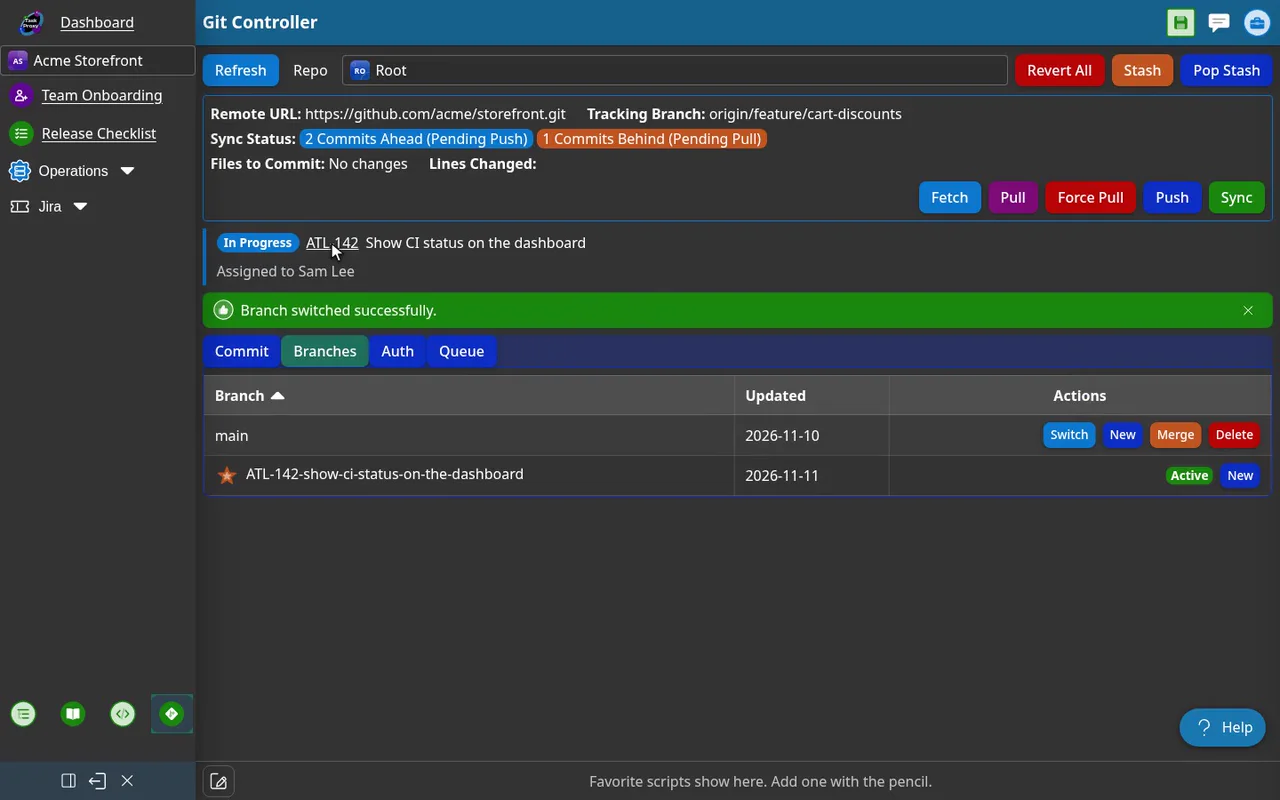 Task Proxy
Dashboard
Git Controller
AS Acme Storefront
Team Onboarding
Release Checklist
Operations
Jira
Refresh Repo RO Root Revert All Stash Pop Stash
Remote URL: https://github.com/acme/storefront.git Tracking Branch: origin/feature/cart-discounts
Sync Status: 2 Commits Ahead (Pending Push) 1 Commits Behind (Pending Pull)
Files to Commit: No changes Lines Changed:
Fetch Pull Force Pull Push Sync
In Progress ATL-142 Show CI status on the dashboard
Assigned to Sam Lee
Branch switched successfully.
Commit Branches Auth Queue
Branch Updated Actions
main 2026-11-10 Switch New Merge Delete
ATL-142-show-ci-status-on-the-dashboard 2026-11-11 Active New
? Help
Favorite scripts show here. Add one with the pencil.